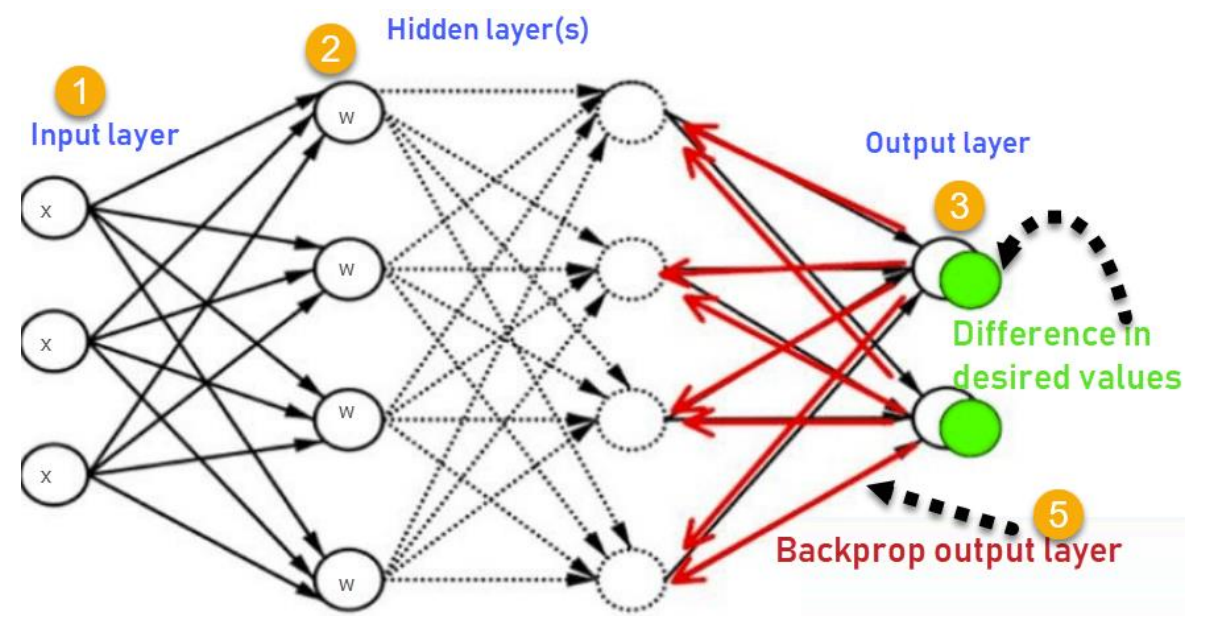 Hidden layer(s)
2
1
Input layer
Output layer
3
x
x
x
w
w
w
w
Difference in
desired values
5
Backprop output layer